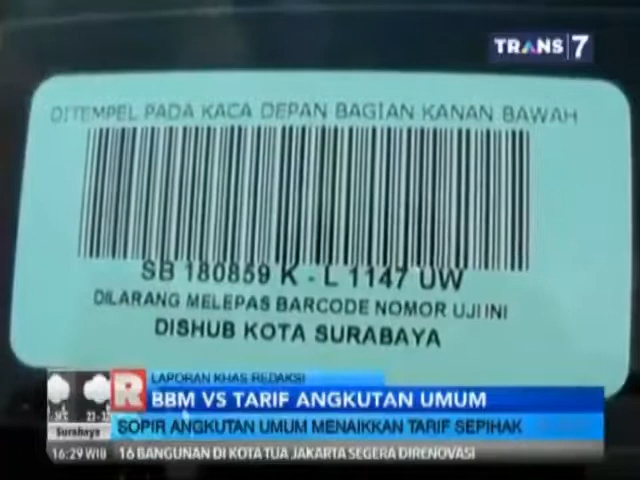 TRANS 7
DITEMPEL PADA KACA DEPAN BAGIAN KANAN BAWAH
SB 180859 K - L 1147 UW
DILARANG MELEPAS BARCODE NOMOR UJI INI
DISHUB KOTA SURABAYA
LAPORAN KHAS REDAKSI
R BBM VS TARIF ANGKUTAN UMUM
SOPIR ANGKUTAN UMUM MENAIKKAN TARIF SEPIHAK
Surabaya
16:29 WIB 16 BANGUNAN DI KOTA TUA JAKARTA SEGERA DIRENOVASI